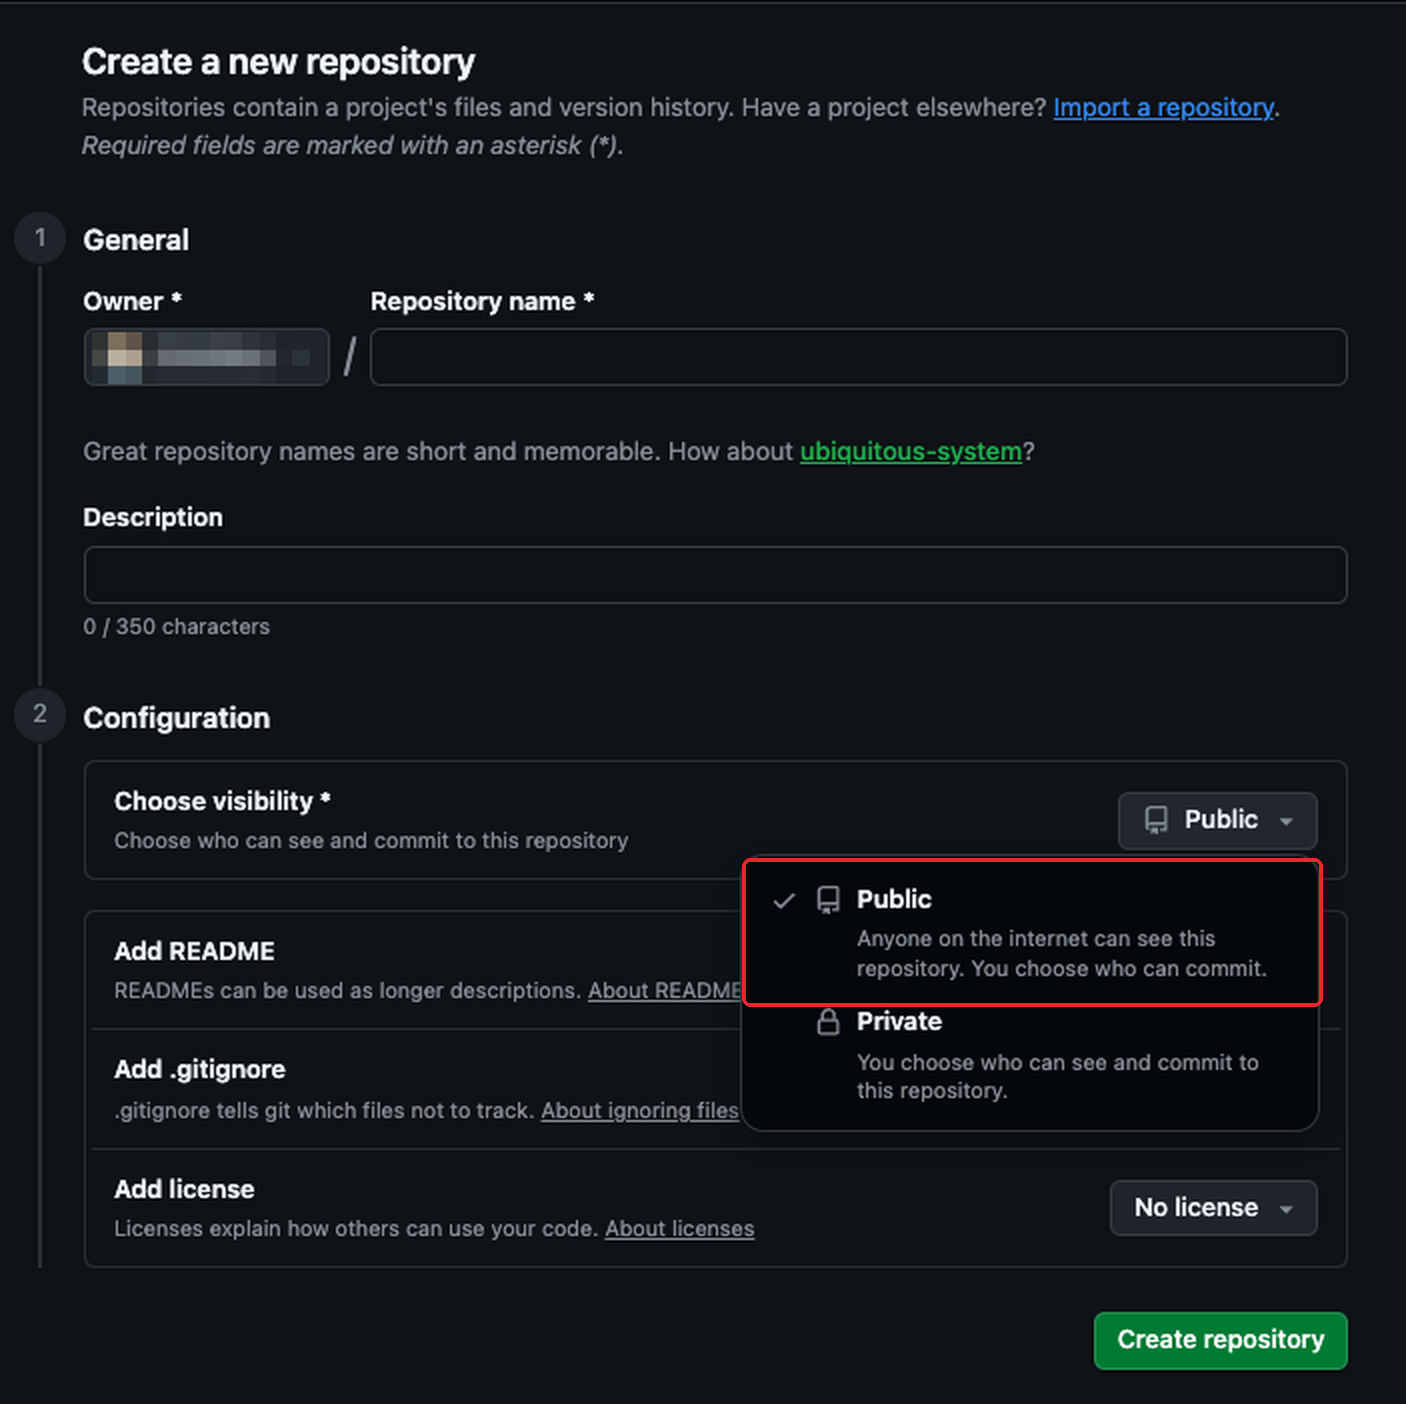 Create a new repository
Repositories contain a project's files and version history. Have a project elsewhere? Import a repository.
Required fields are marked with an asterisk (*).
1
General
Owner *
Repository name *
/
Great repository names are short and memorable. How about ubiquitous-system?
Description
0 / 350 characters
2
Configuration
Choose visibility *
Choose who can see and commit to this repository
Public
Public
Anyone on the internet can see this
repository. You choose who can commit.
Private
You choose who can see and commit to
this repository.
Add README
READMEs can be used as longer descriptions. About README
Add .gitignore
.gitignore tells git which files not to track. About ignoring files
Add license
Licenses explain how others can use your code. About licenses
No license
Create repository